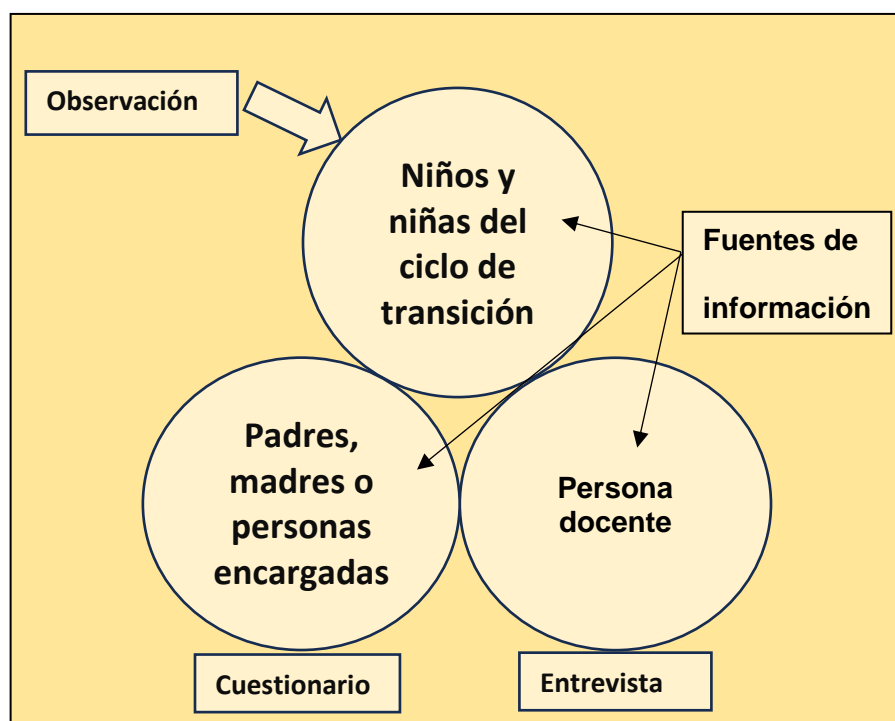 Observación
Niños y
niñas del
ciclo de
transición
Fuentes de
información
Padres,
madres o
personas
encargadas
Persona
docente
Cuestionario
Entrevista